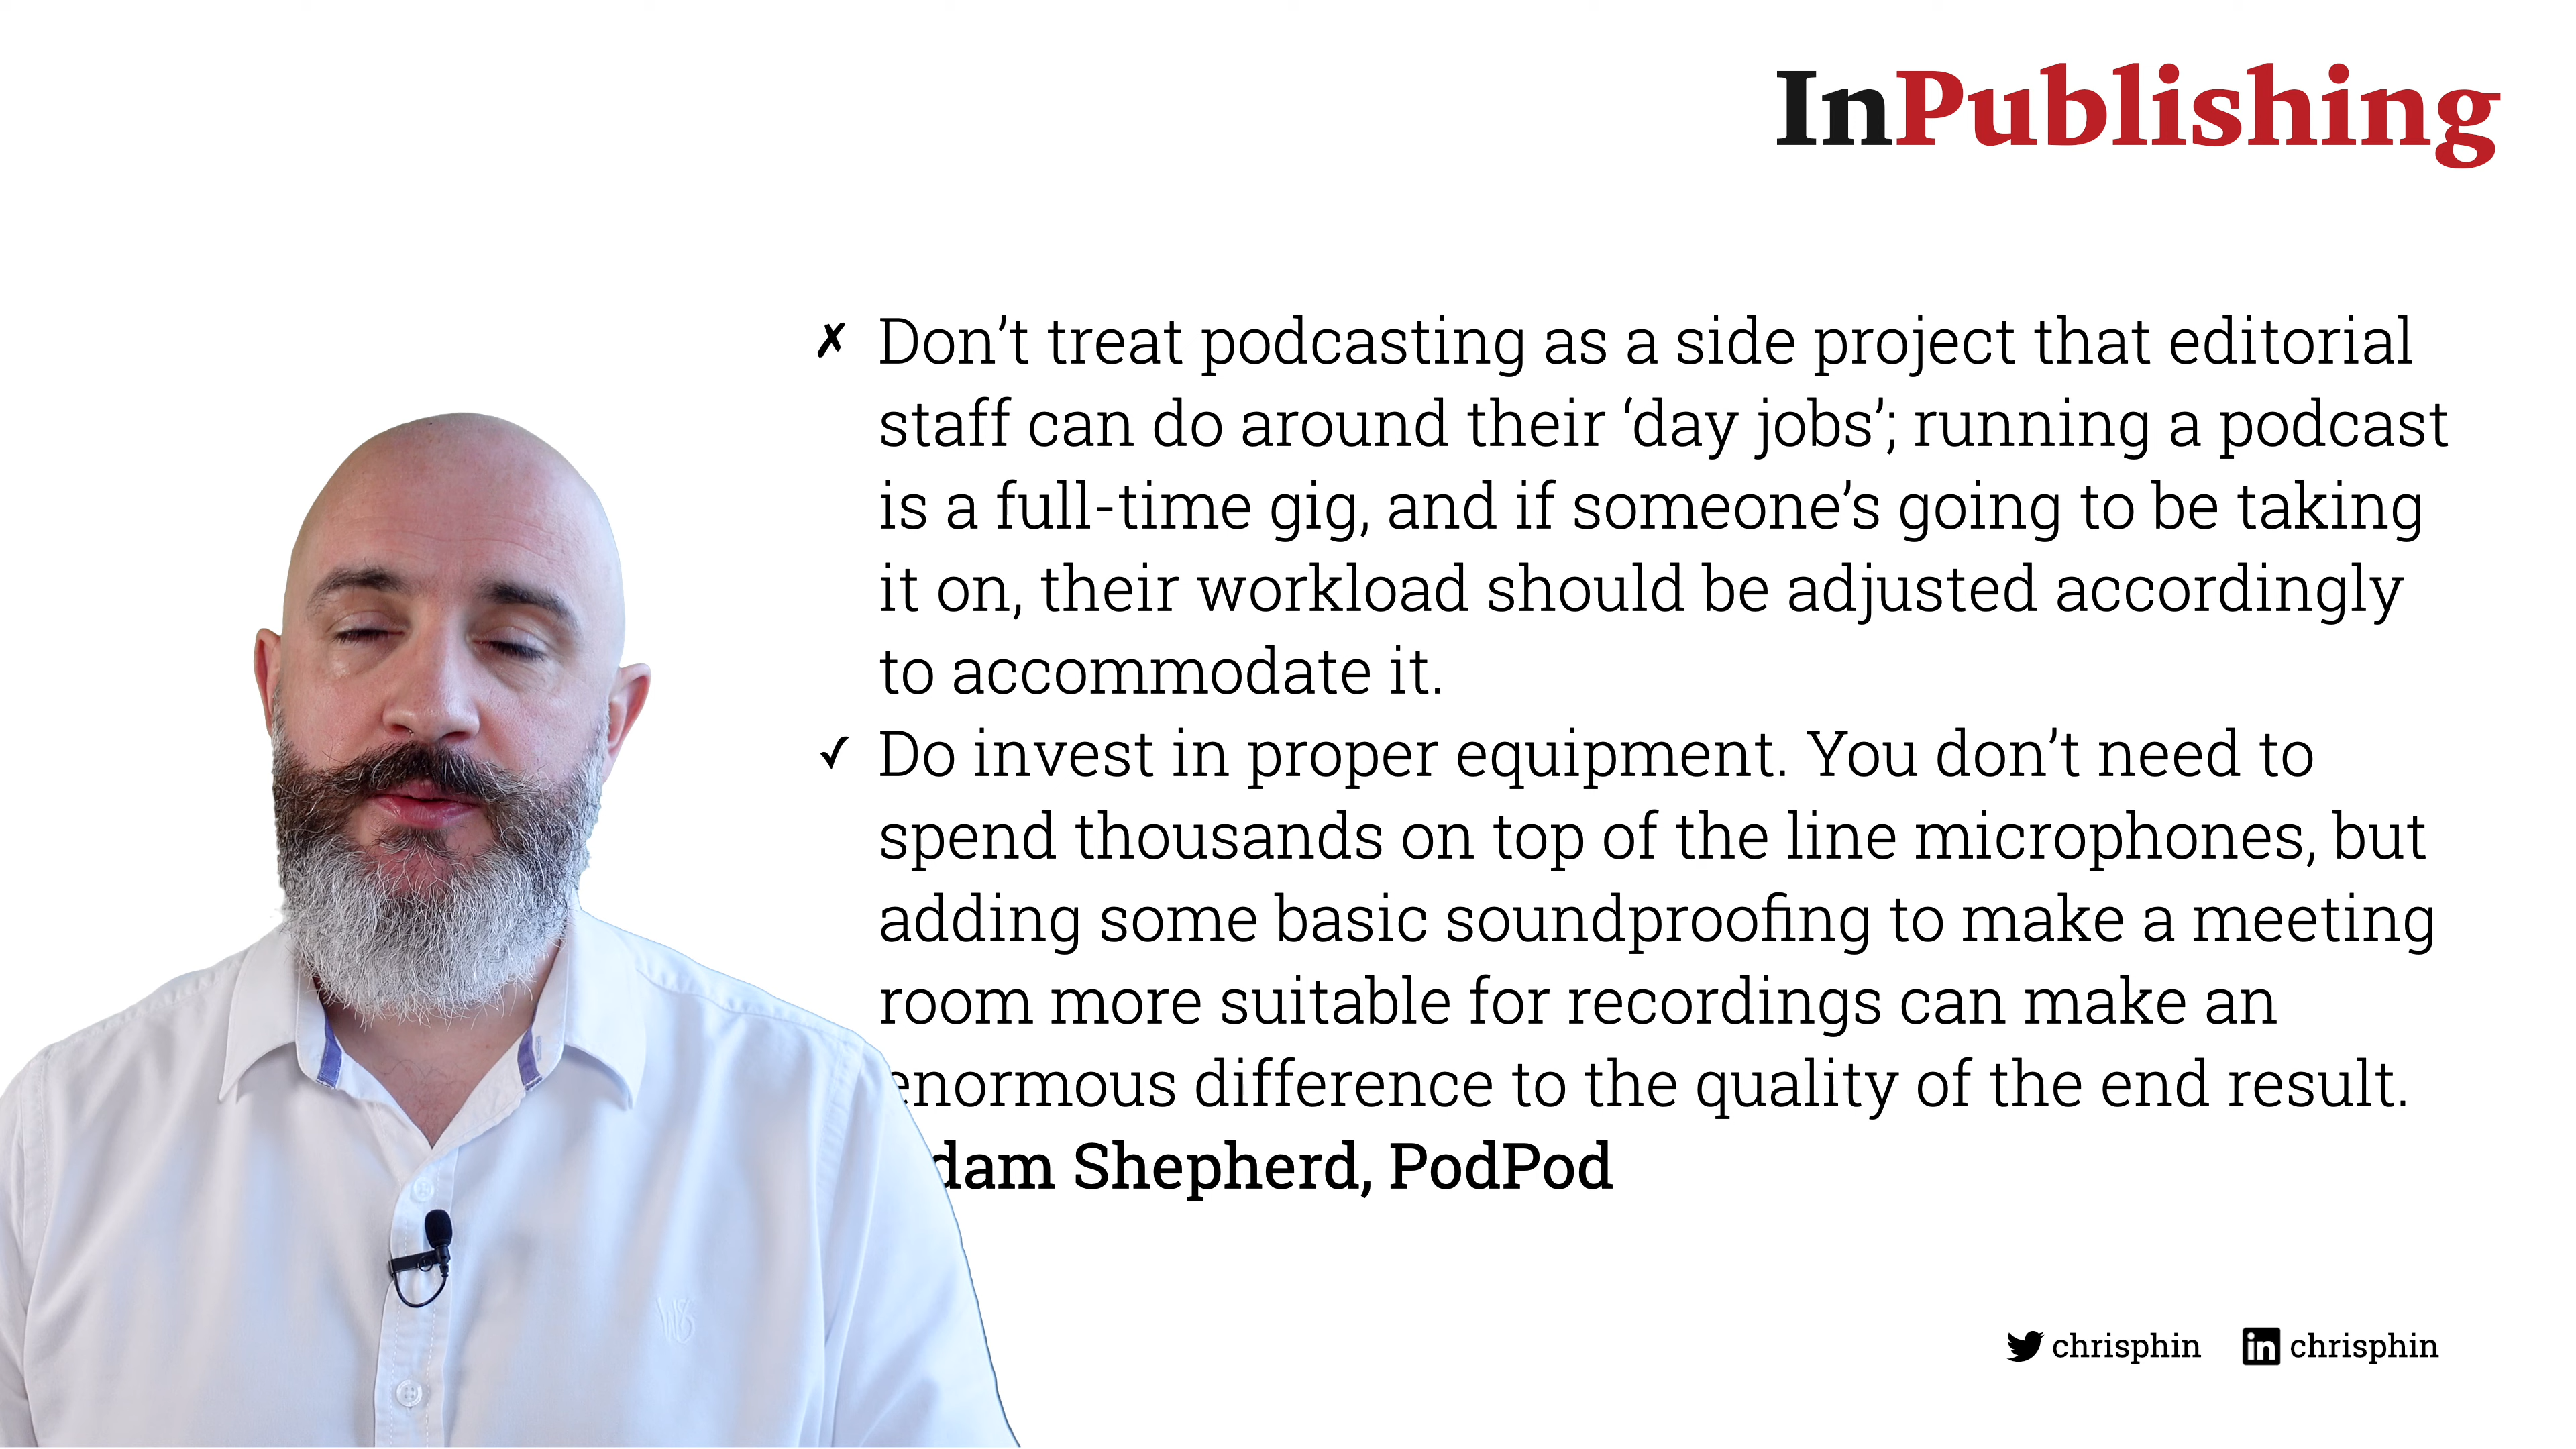 InPublishing
✗ Don’t treat podcasting as a side project that editorial
staff can do around their ‘day jobs’; running a podcast
is a full-time gig, and if someone’s going to be taking
it on, their workload should be adjusted accordingly
to accommodate it.
✓ Do invest in proper equipment. You don’t need to
spend thousands on top of the line microphones, but
adding some basic soundproofing to make a meeting
room more suitable for recordings can make an
enormous difference to the quality of the end result.
dam Shepherd, PodPod
chrisphin in chrisphin
WS